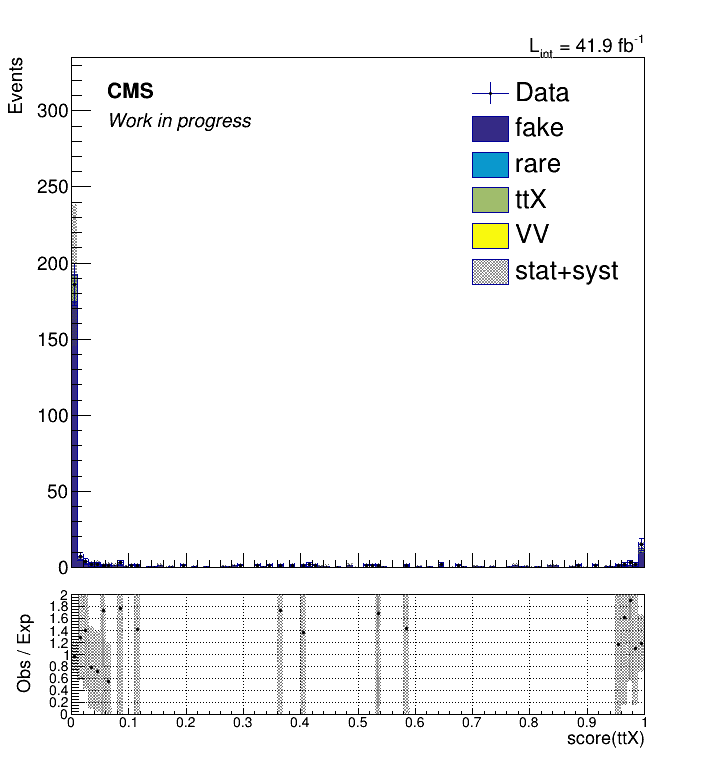 L_int = 41.9 fb^-1
Events
CMS
Work in progress
Data
fake
rare
ttX
VV
stat+syst
300
250
200
150
100
50
0
Obs / Exp
2
1.8
1.6
1.4
1.2
1
0.8
0.6
0.4
0.2
0
0 0.1 0.2 0.3 0.4 0.5 0.6 0.7 0.8 0.9 1
score(ttX)